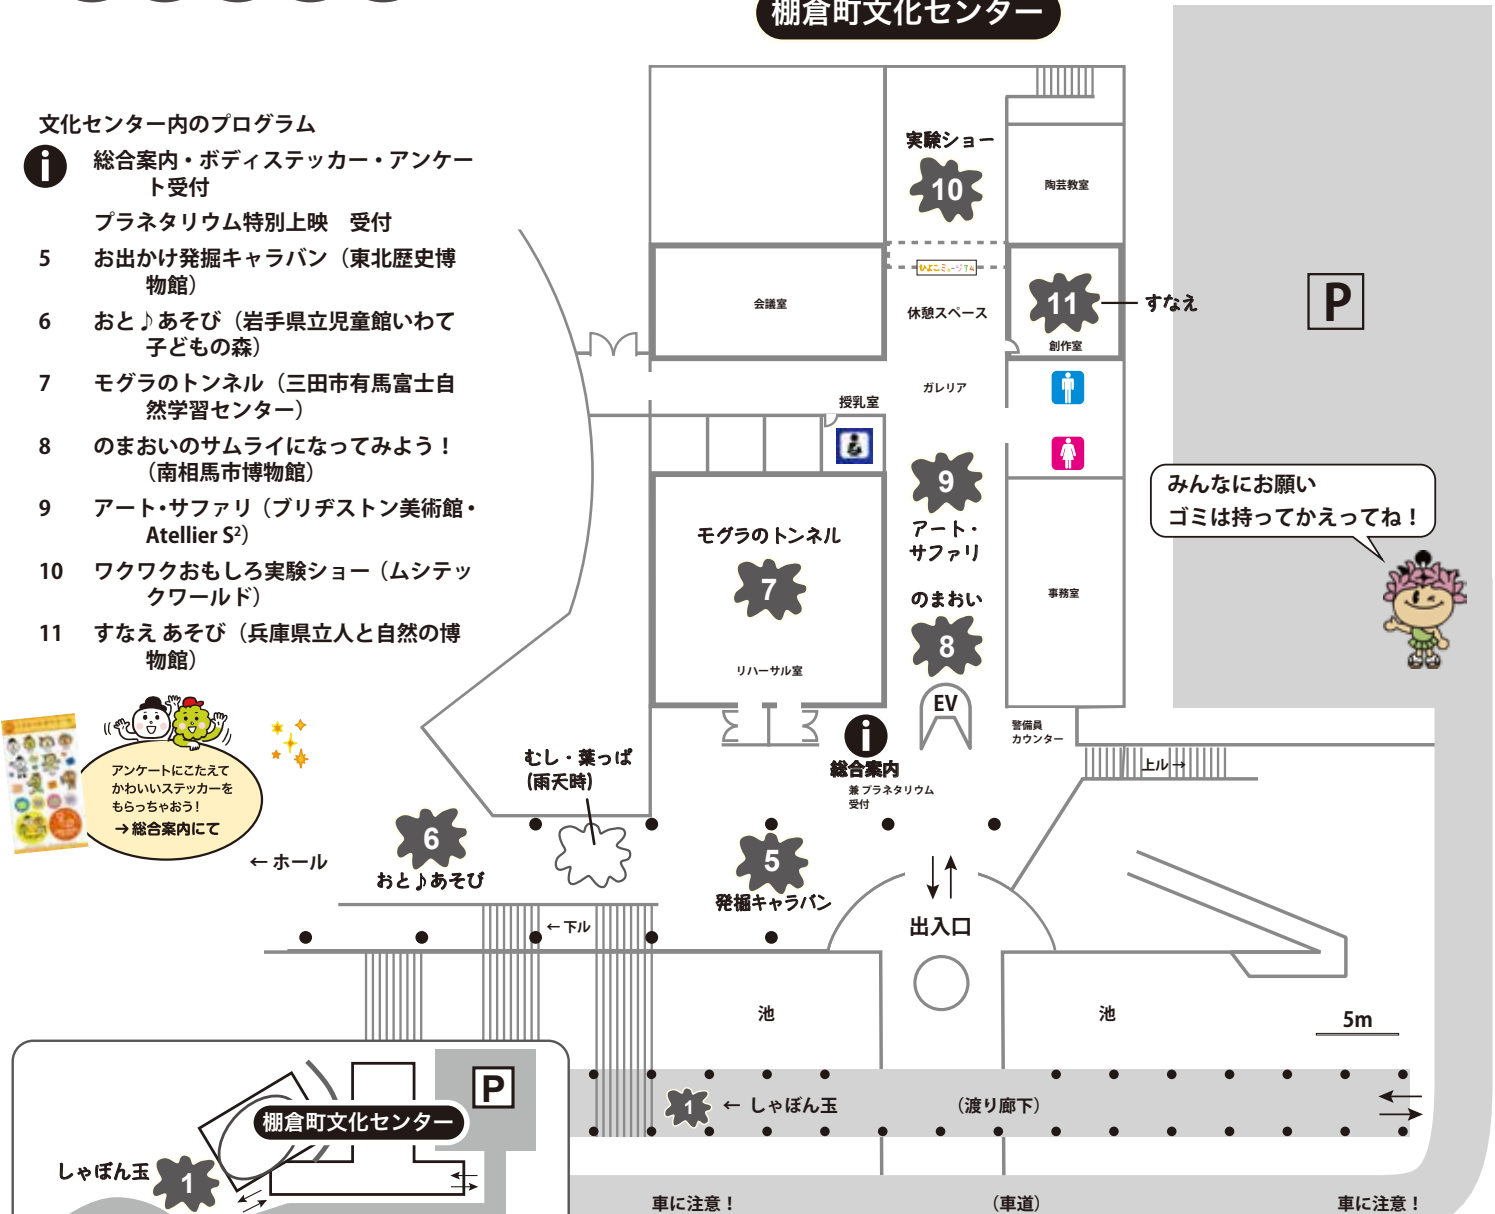 棚倉町文化センター
文化センター内のプログラム
i 総合案内・ボディステッカー・アンケー
ト受付
プラネタリウム特別上映　受付
5 お出かけ発掘キャラバン（東北歴史博
物館）
6 おと♪あそび（岩手県立児童館いわて
子どもの森）
7 モグラのトンネル（三田市有馬富士自
然学習センター）
8 のまおいのサムライになってみよう！
（南相馬市博物館）
9 アート・サファリ（ブリヂストン美術館・
Atellier S²）
10 ワクワクおもしろ実験ショー（ムシテッ
クワールド）
11 すなえ あそび（兵庫県立人と自然の博
物館）
アンケートにこたえて
かわいいステッカーを
もらっちゃおう！
→ 総合案内にて
実験ショー
10
陶芸教室
ひよこミュージアム
会議室
休憩スペース
11
すなえ
創作室
P
ガレリア
授乳室
9
アート・
サファリ
みんなにお願い
ゴミは持ってかえってね！
モグラのトンネル
7
リハーサル室
のまおい
8
事務室
EV
警備員
カウンター
i
総合案内
兼 プラネタリウム
受付
上ル→
むし・葉っぱ
(雨天時)
6
おと♪あそび
← ホール
5
発掘キャラバン
←下ル
出入口
池
池
5m
1
← しゃぼん玉
（渡り廊下）
車に注意！
（車道）
車に注意！
P
棚倉町文化センター
しゃぼん玉
1